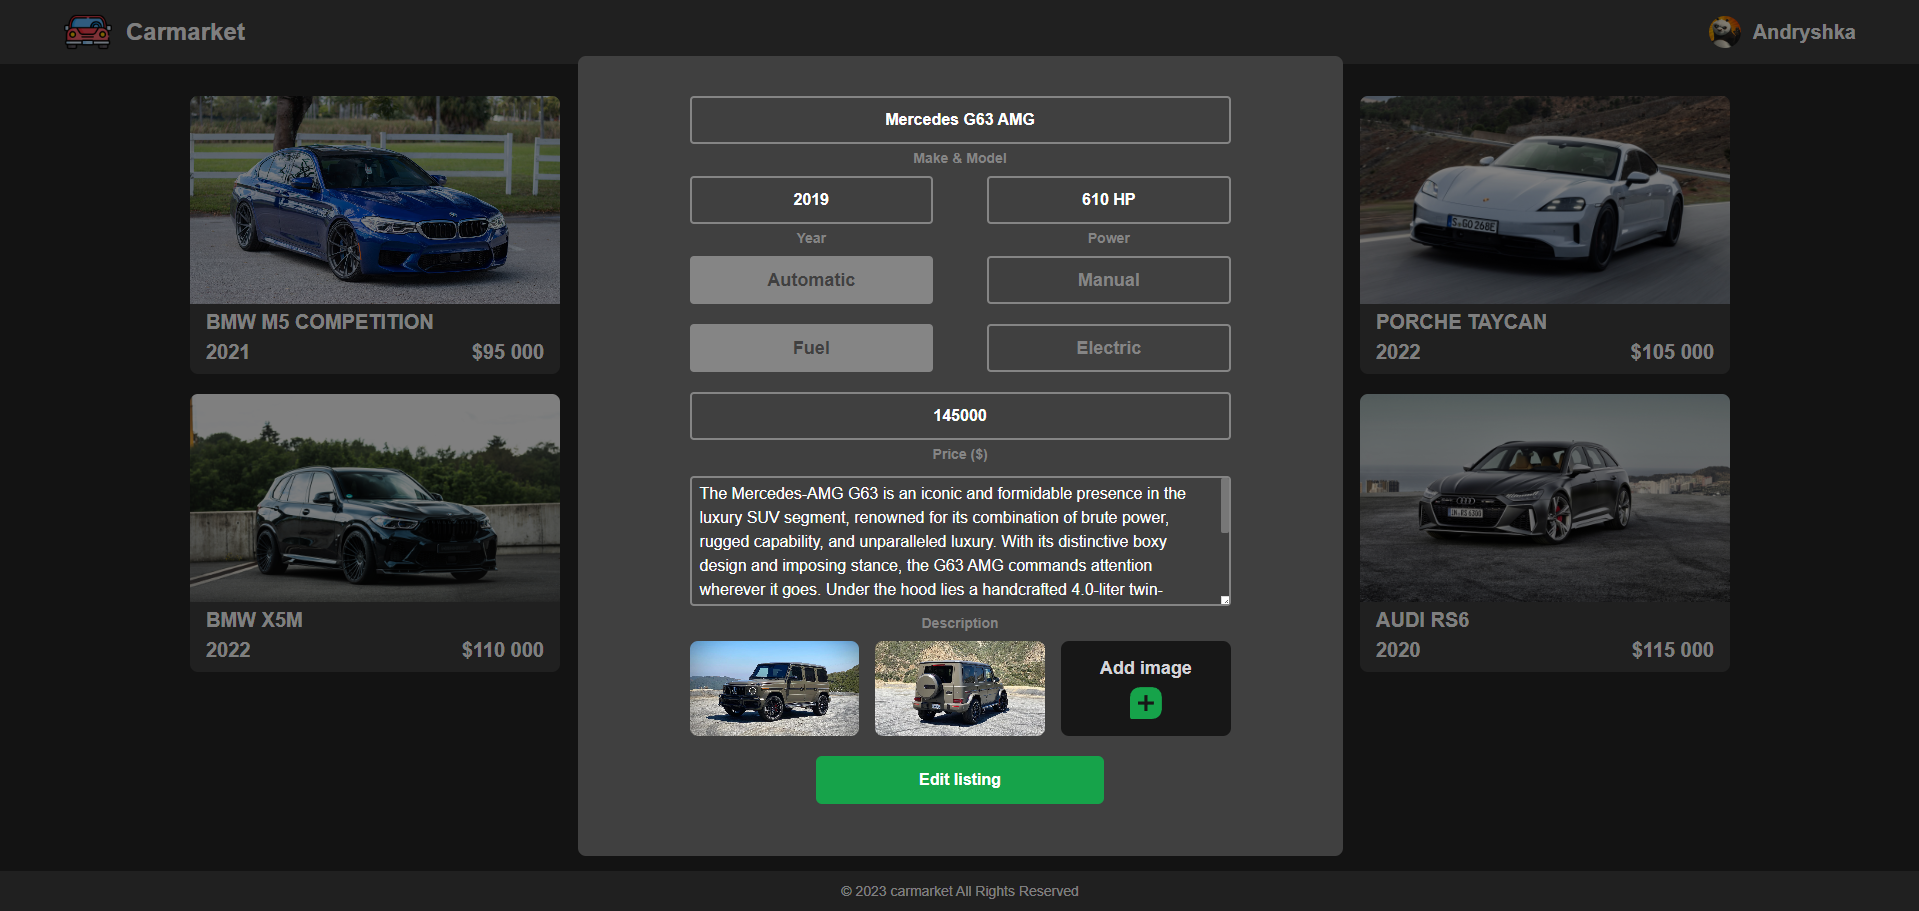 Carmarket
Andryshka
BMW M5 COMPETITION
2021
$95 000
BMW X5M
2022
$110 000
Mercedes G63 AMG
Make & Model
2019
610 HP
Year
Power
Automatic
Manual
Fuel
Electric
145000
Price ($)
The Mercedes-AMG G63 is an iconic and formidable presence in the
luxury SUV segment, renowned for its combination of brute power,
rugged capability, and unparalleled luxury. With its distinctive boxy
design and imposing stance, the G63 AMG commands attention
wherever it goes. Under the hood lies a handcrafted 4.0-liter twin-
Description
Add image
Edit listing
S·GO 268E
PORCHE TAYCAN
2022
$105 000
IN·RS 6300
AUDI RS6
2020
$115 000
© 2023 carmarket All Rights Reserved